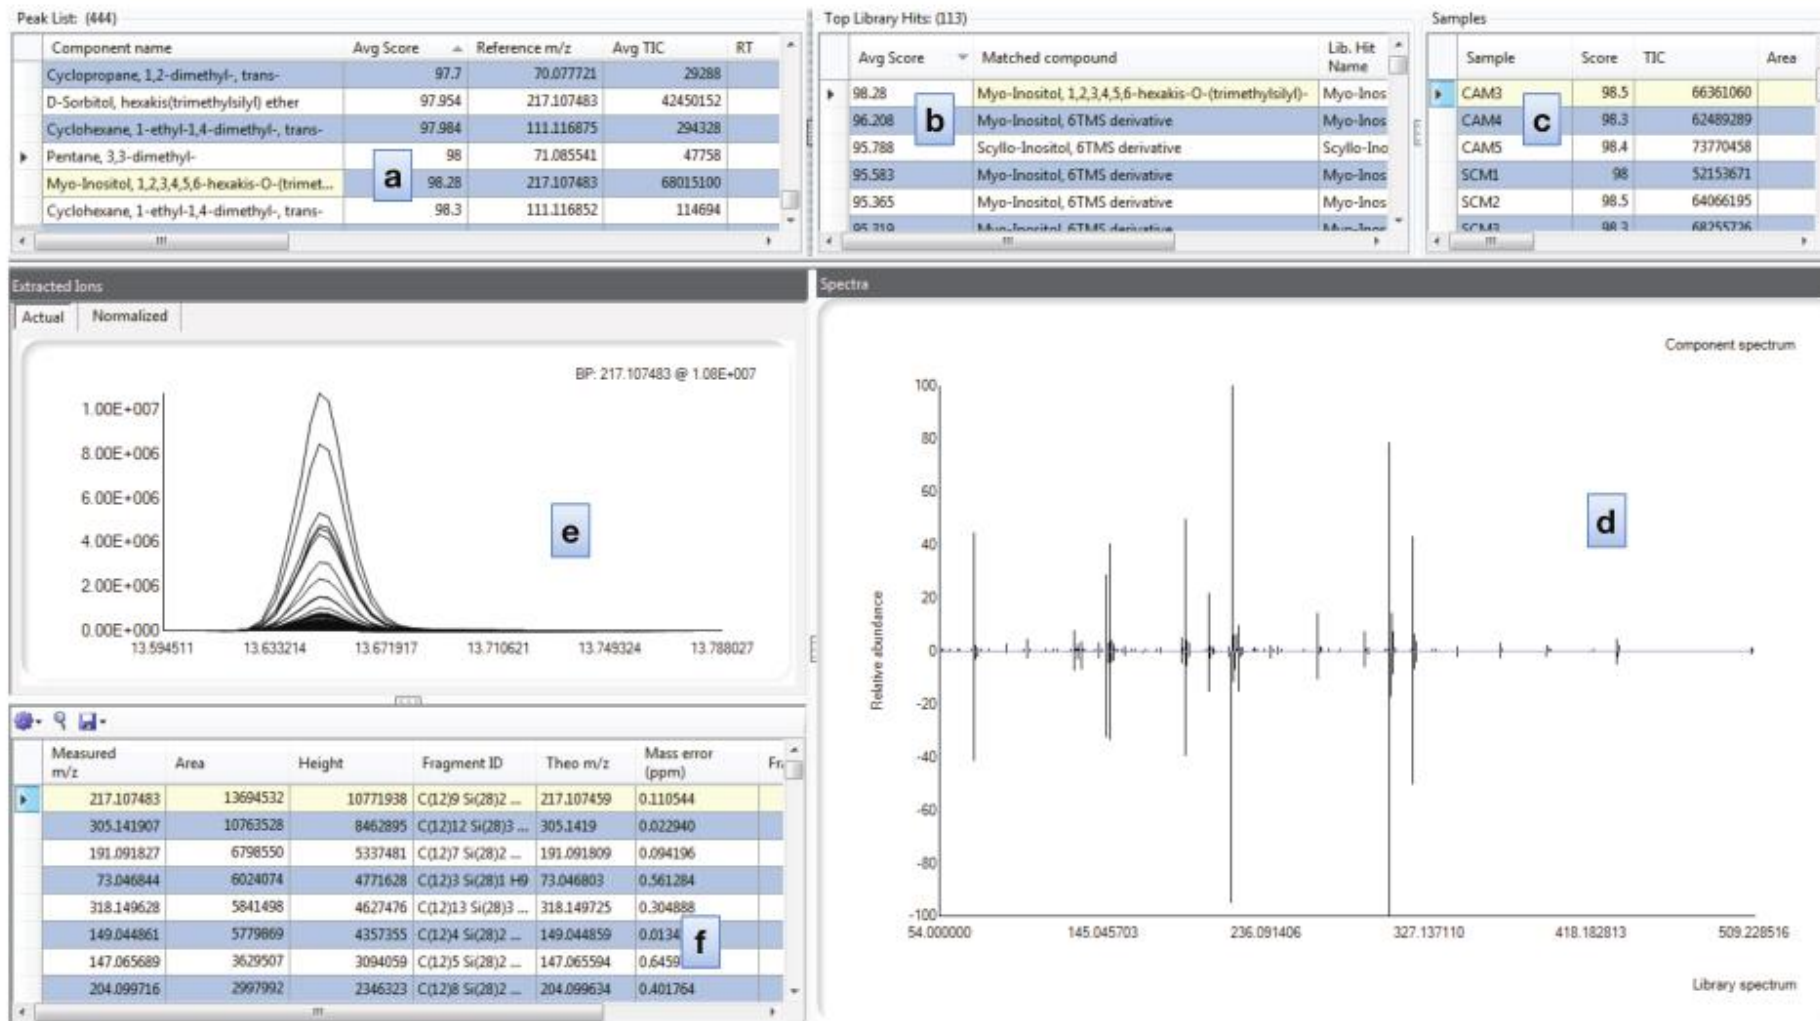 Peak List: (444)
Component name Avg Score Reference m/z Avg TIC RT
Cyclopropane, 1,2-dimethyl-, trans- 97.7 70.077721 29288
D-Sorbitol, hexakis(trimethylsilyl) ether 97.954 217.107483 42450152
Cyclohexane, 1-ethyl-1,4-dimethyl-, trans- 97.984 111.116875 294328
Pentane, 3,3-dimethyl- 98 71.085541 47758
Myo-Inositol, 1,2,3,4,5,6-hexakis-O-(trimet... 98.28 217.107483 68015100
Cyclohexane, 1-ethyl-1,4-dimethyl-, trans- 98.3 111.116852 114694
a
Top Library Hits: (113)
Avg Score Matched compound Lib. Hit Name
98.28 Myo-Inositol, 1,2,3,4,5,6-hexakis-O-(trimethylsilyl)- Myo-Inos
96.208 Myo-Inositol, 6TMS derivative Myo-Inos
95.788 Scyllo-Inositol, 6TMS derivative Scyllo-Ino
95.583 Myo-Inositol, 6TMS derivative Myo-Inos
95.365 Myo-Inositol, 6TMS derivative Myo-Inos
95.319 Myo-Inositol, 6TMS derivative Myo-Inos
b
Samples
Sample Score TIC Area
CAM3 98.5 66361060
CAM4 98.3 62489289
CAM5 98.4 73770458
SCM1 98 52153671
SCM2 98.5 64066195
SCM3 98.3 68255726
c
Extracted Ions
Actual Normalized
BP: 217.107483 @ 1.08E+007
1.00E+007
8.00E+006
6.00E+006
4.00E+006
2.00E+006
0.00E+000
13.594511 13.633214 13.671917 13.710621 13.749324 13.788027
e
Spectra
Component spectrum
Relative abundance
100
80
60
40
20
0
-20
-40
-60
-80
-100
54.000000 145.045703 236.091406 327.137110 418.182813 509.228516
Library spectrum
d
Measured m/z Area Height Fragment ID Theo m/z Mass error (ppm) Fr
217.107483 13694532 10771938 C(12)9 Si(28)2 ... 217.107459 0.110544
305.141907 10763528 8462895 C(12)12 Si(28)3 ... 305.1419 0.022940
191.091827 6798550 5337481 C(12)7 Si(28)2 ... 191.091809 0.094196
73.046844 6024074 4771628 C(12)3 Si(28)1 H9 73.046803 0.561284
318.149628 5841498 4627476 C(12)13 Si(28)3 ... 318.149725 0.304888
149.044861 5779869 4357355 C(12)4 Si(28)2 ... 149.044859 0.0134
147.065689 3629507 3094059 C(12)5 Si(28)2 ... 147.065594 0.6459
204.099716 2997992 2346323 C(12)8 Si(28)2 ... 204.099634 0.401764
f